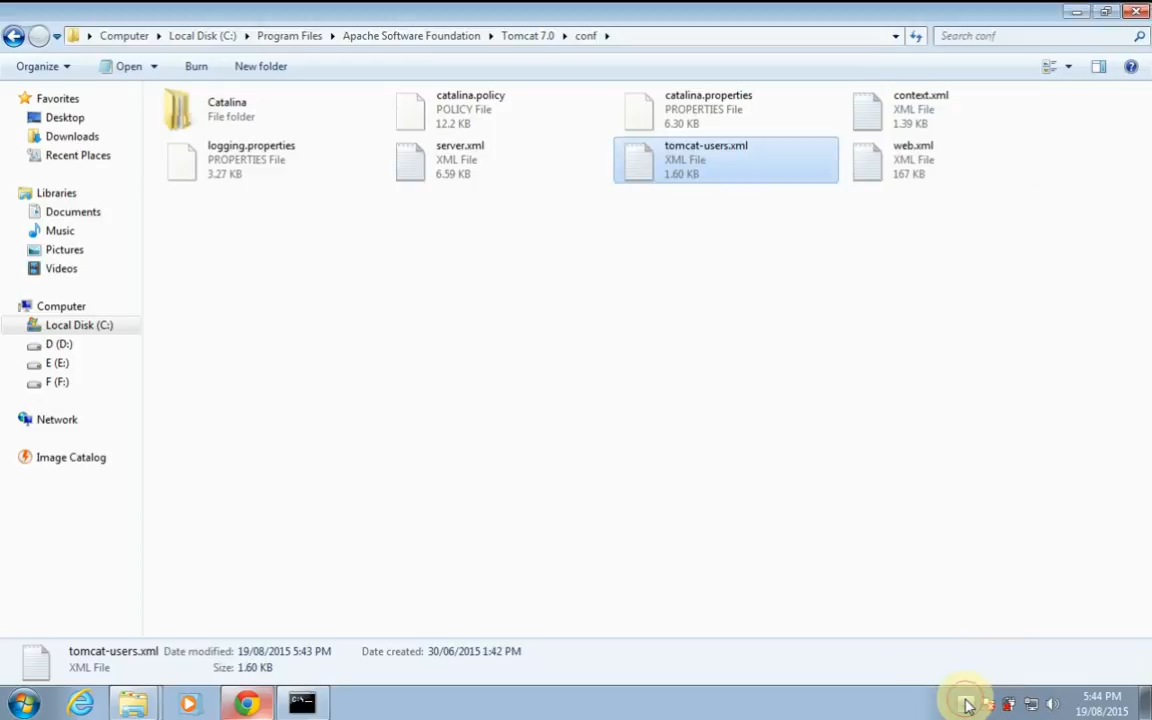 Computer Local Disk (C:) Program Files Apache Software Foundation Tomcat 7.0 conf
Search conf
Organize Open Burn New folder
Favorites
Desktop
Downloads
Recent Places
Libraries
Documents
Music
Pictures
Videos
Computer
Local Disk (C:)
D (D:)
E (E:)
F (F:)
Network
Image Catalog
Catalina
File folder
catalina.policy
POLICY File
12.2 KB
catalina.properties
PROPERTIES File
6.30 KB
context.xml
XML File
1.39 KB
logging.properties
PROPERTIES File
3.27 KB
server.xml
XML File
6.59 KB
tomcat-users.xml
XML File
1.60 KB
web.xml
XML File
167 KB
tomcat-users.xml Date modified: 19/08/2015 5:43 PM Date created: 30/06/2015 1:42 PM
XML File Size: 1.60 KB
5:44 PM
19/08/2015